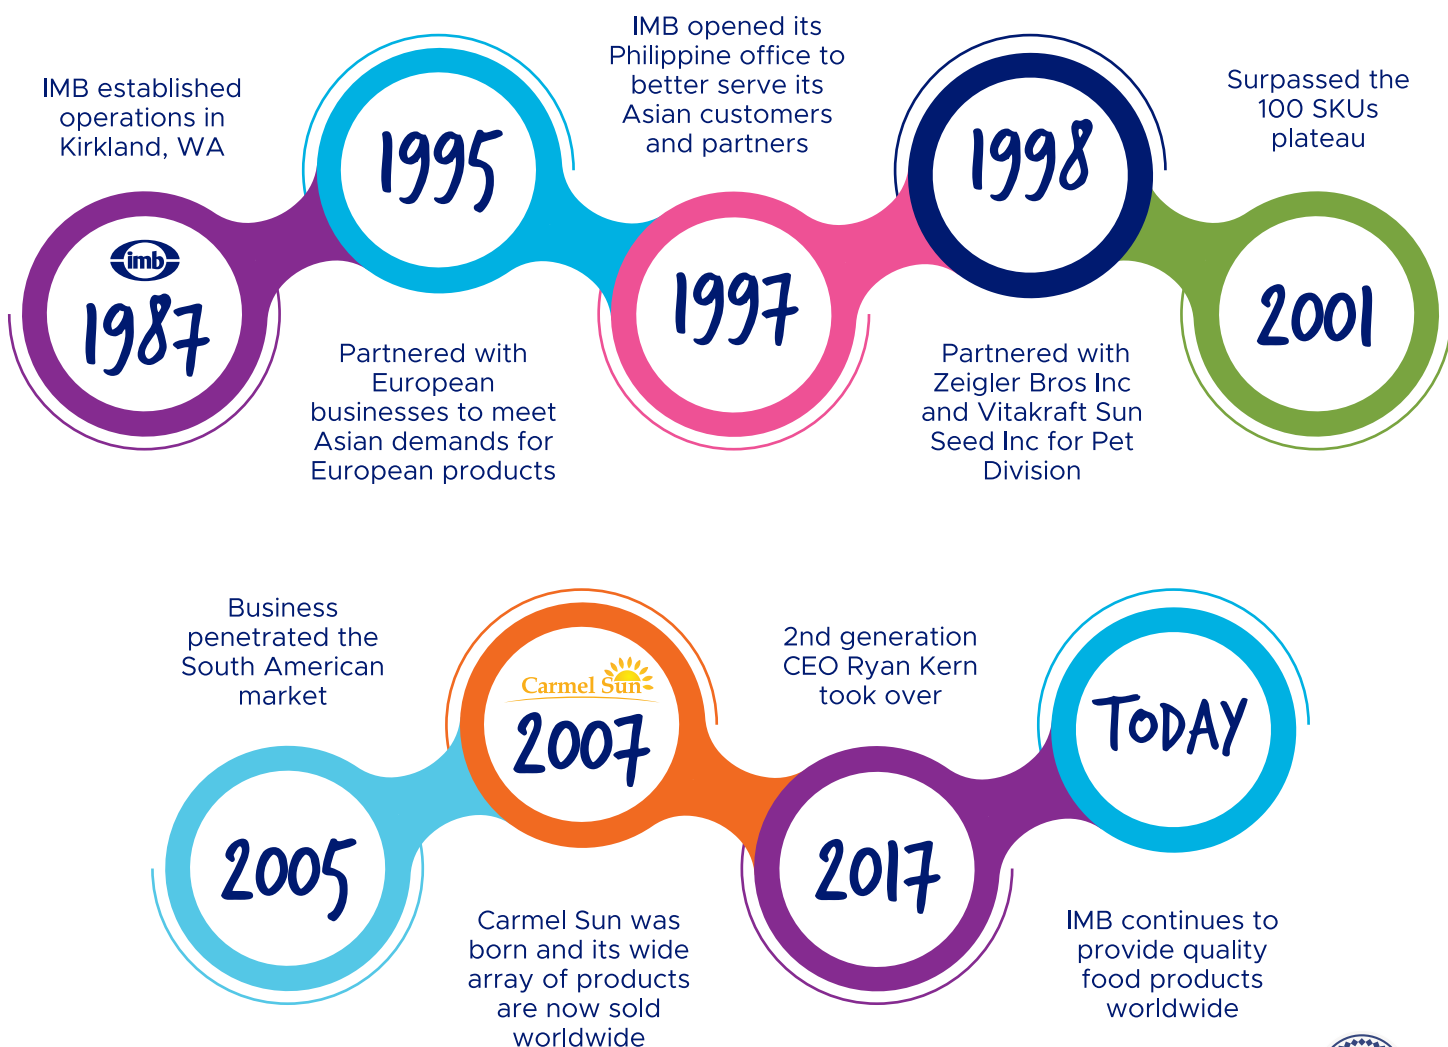 IMB established
operations in
Kirkland, WA
imb
1987
1995
Partnered with
European
businesses to meet
Asian demands for
European products
IMB opened its
Philippine office to
better serve its
Asian customers
and partners
1997
1998
Partnered with
Zeigler Bros Inc
and Vitakraft Sun
Seed Inc for Pet
Division
Surpassed the
100 SKUs
plateau
2001
Business
penetrated the
South American
market
2005
Carmel Sun
2007
Carmel Sun was
born and its wide
array of products
are now sold
worldwide
2nd generation
CEO Ryan Kern
took over
2017
TODAY
IMB continues to
provide quality
food products
worldwide